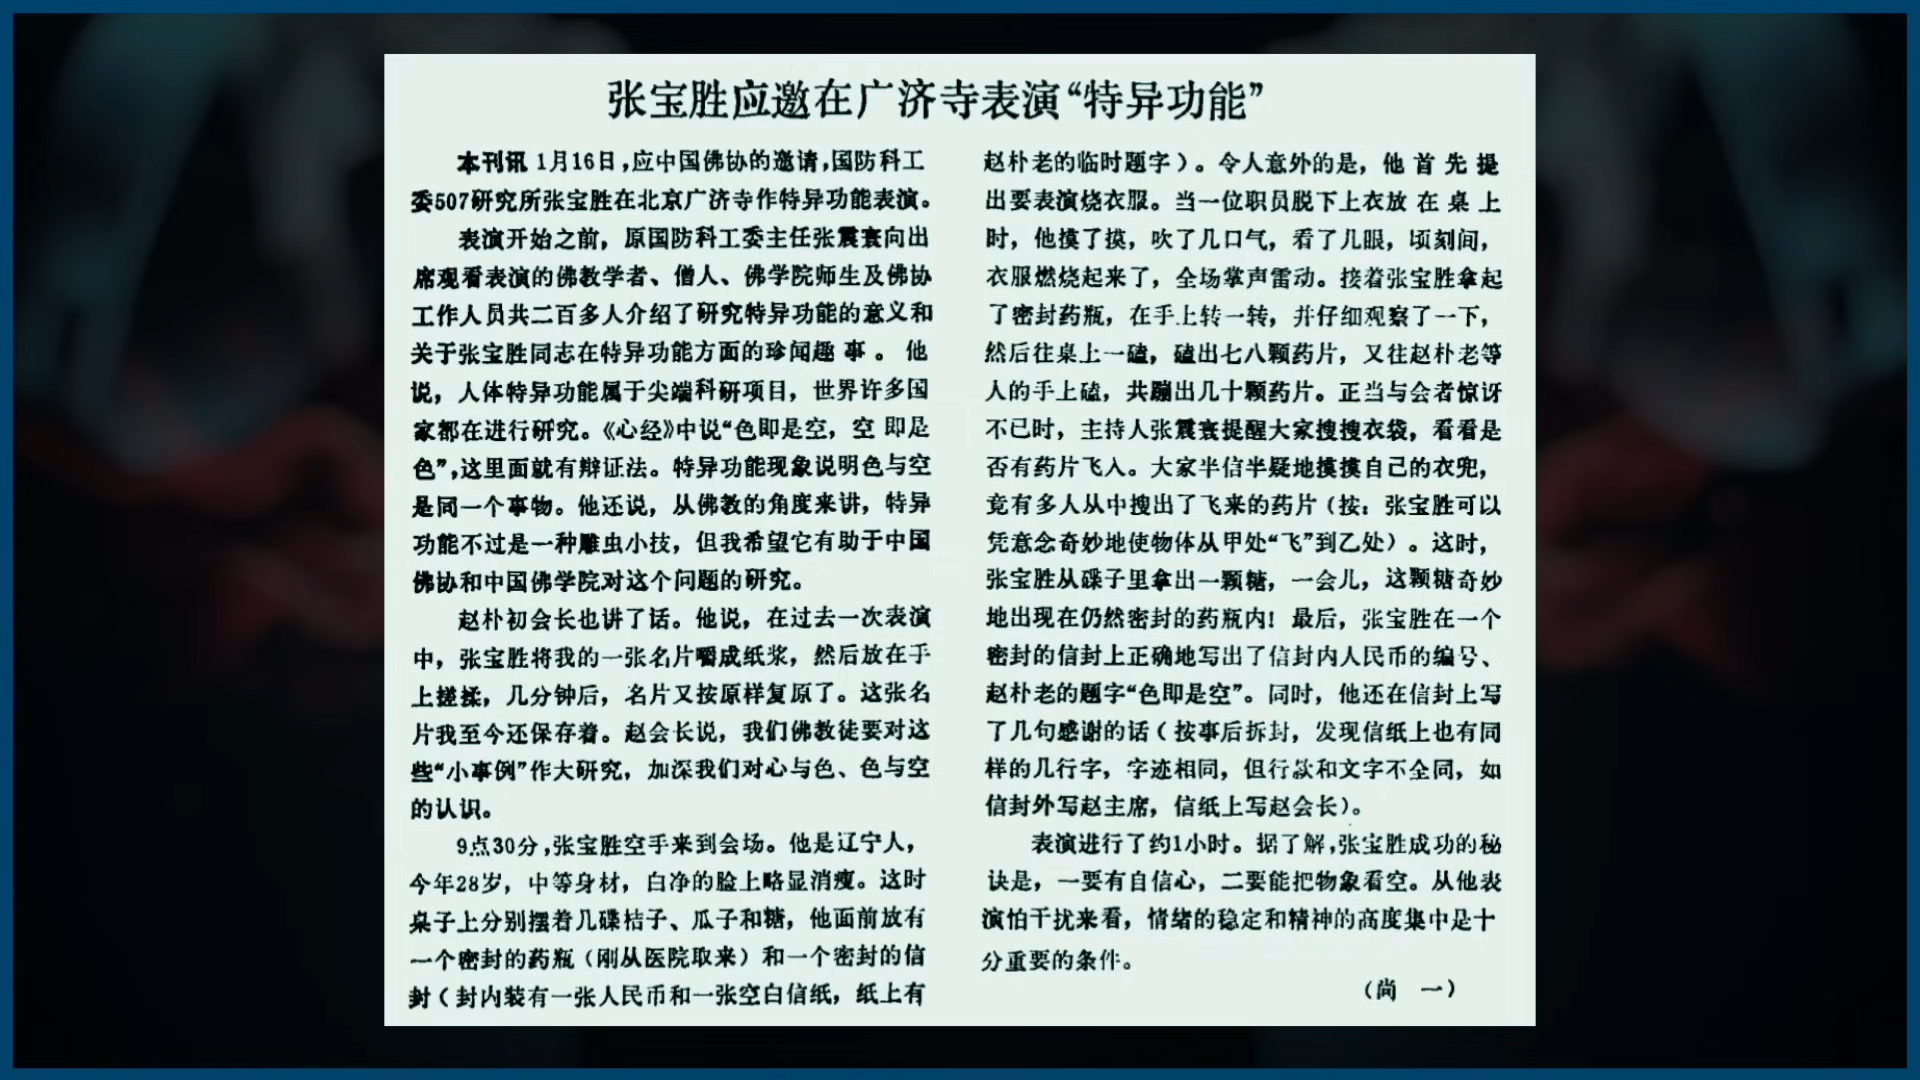 张宝胜应邀在广济寺表演“特异功能”
本刊讯 1月16日,应中国佛协的邀请,国防科工
委507研究所张宝胜在北京广济寺作特异功能表演。
表演开始之前，原国防科工委主任张震寰向出
席观看表演的佛教学者、僧人、佛学院师生及佛协
工作人员共二百多人介绍了研究特异功能的意义和
关于张宝胜同志在特异功能方面的珍闻趣事。他
说，人体特异功能属于尖端科研项目，世界许多国
家都在进行研究。《心经》中说“色即是空，空即是
色”,这里面就有辩证法。特异功能现象说明色与空
是同一个事物。他还说，从佛教的角度来讲，特异
功能不过是一种雕虫小技，但我希望它有助于中国
佛协和中国佛学院对这个问题的研究。
赵朴初会长也讲了话。他说，在过去一次表演
中，张宝胜将我的一张名片嚼成纸浆，然后放在手
上搓揉，几分钟后，名片又按原样复原了。这张名
片我至今还保存着。赵会长说，我们佛教徒要对这
些“小事例”作大研究，加深我们对心与色、色与空
的认识。
9点30分,张宝胜空手来到会场。他是辽宁人，
今年28岁，中等身材，白净的脸上略显消瘦。这时
桌子上分别摆着几碟桔子、瓜子和糖，他面前放有
一个密封的药瓶（刚从医院取来）和一个密封的信
封（封内装有一张人民币和一张空白信纸，纸上有
赵朴老的临时题字）。令人意外的是，他首先提
出要表演烧衣服。当一位职员脱下上衣放在桌上
时，他摸了摸，吹了几口气，看了几眼，顷刻间，
衣服燃烧起来了，全场掌声雷动。接着张宝胜拿起
了密封药瓶，在手上转一转，并仔细观察了一下，
然后往桌上一磕，磕出七八颗药片，又往赵朴老等
人的手上磕，共蹦出几十颗药片。正当与会者惊讶
不已时，主持人张震寰提醒大家搜搜衣袋，看看是
否有药片飞入。大家半信半疑地摸摸自己的衣兜，
竟有多人从中搜出了飞来的药片（按：张宝胜可以
凭意念奇妙地使物体从甲处“飞”到乙处）。这时，
张宝胜从碟子里拿出一颗糖，一会儿，这颗糖奇妙
地出现在仍然密封的药瓶内！最后，张宝胜在一个
密封的信封上正确地写出了信封内人民币的编号、
赵朴老的题字“色即是空”。同时，他还在信封上写
了几句感谢的话（按事后拆封，发现信纸上也有同
样的几行字，字迹相同，但行款和文字不全同，如
信封外写赵主席，信纸上写赵会长）。
表演进行了约1小时。据了解,张宝胜成功的秘
诀是，一要有自信心，二要能把物象看空。从他表
演怕干扰来看，情绪的稳定和精神的高度集中是十
分重要的条件。
（尚 一）